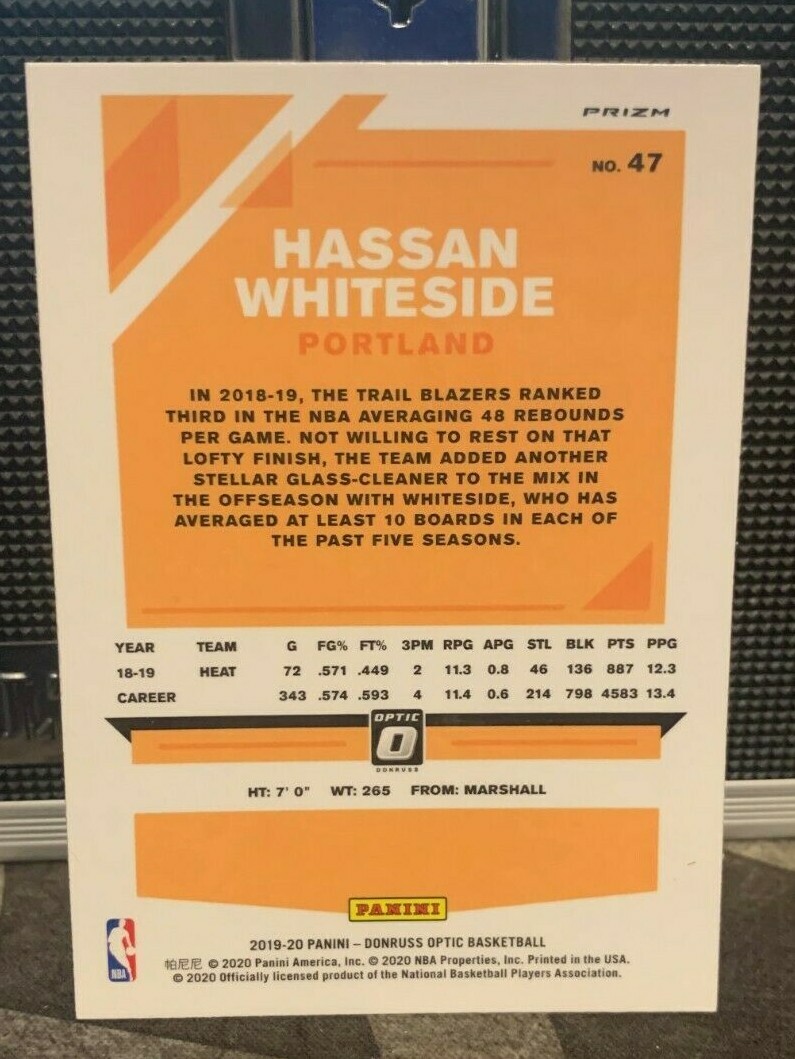 PRIZM
NO. 47
HASSAN
WHITESIDE
PORTLAND
IN 2018-19, THE TRAIL BLAZERS RANKED
THIRD IN THE NBA AVERAGING 48 REBOUNDS
PER GAME. NOT WILLING TO REST ON THAT
LOFTY FINISH, THE TEAM ADDED ANOTHER
STELLAR GLASS-CLEANER TO THE MIX IN
THE OFFSEASON WITH WHITESIDE, WHO HAS
AVERAGED AT LEAST 10 BOARDS IN EACH OF
THE PAST FIVE SEASONS.
YEAR TEAM G FG% FT% 3PM RPG APG STL BLK PTS PPG
18-19 HEAT 72 .571 .449 2 11.3 0.8 46 136 887 12.3
CAREER 343 .574 .593 4 11.4 0.6 214 798 4583 13.4
OPTIC
O
DONRUSS
HT: 7' 0" WT: 265 FROM: MARSHALL
PANINI
NBA
2019-20 PANINI – DONRUSS OPTIC BASKETBALL
帕尼尼 © 2020 Panini America, Inc. © 2020 NBA Properties, Inc. Printed in the USA.
© 2020 Officially licensed product of the National Basketball Players Association.